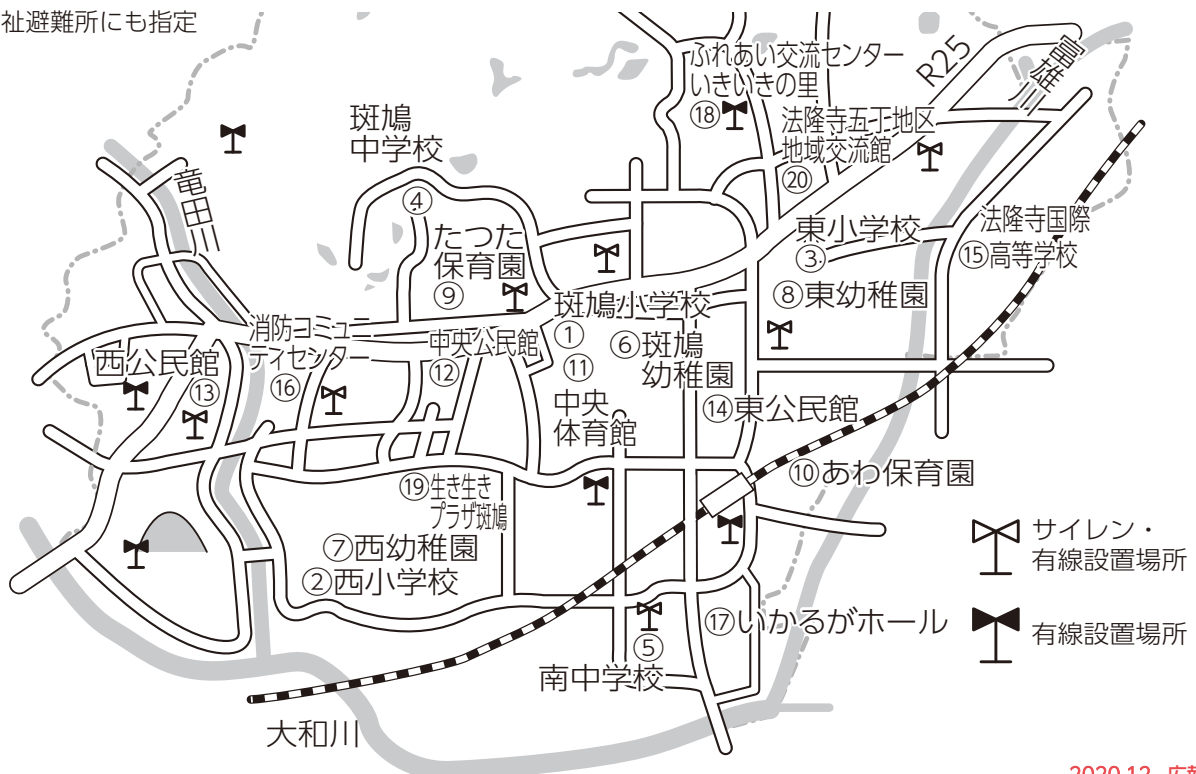 祉避難所にも指定
ふれあい交流センター
いきいきの里
⑱
R25
富雄川
法隆寺五丁地区
地域交流館
⑳
斑鳩
中学校
④
竜田川
たつた
保育園
⑨
東小学校
③
法隆寺国際
⑮高等学校
⑧東幼稚園
斑鳩小学校
①
⑪
中央
体育館
⑥斑鳩
幼稚園
消防コミュニ
ティセンター
⑯
中央公民館
⑫
西公民館
⑬
⑭東公民館
⑩あわ保育園
⑲生き生き
プラザ斑鳩
⑦西幼稚園
②西小学校
⑰いかるがホール
⑤
南中学校
大和川
サイレン・
有線設置場所
有線設置場所
2020.12